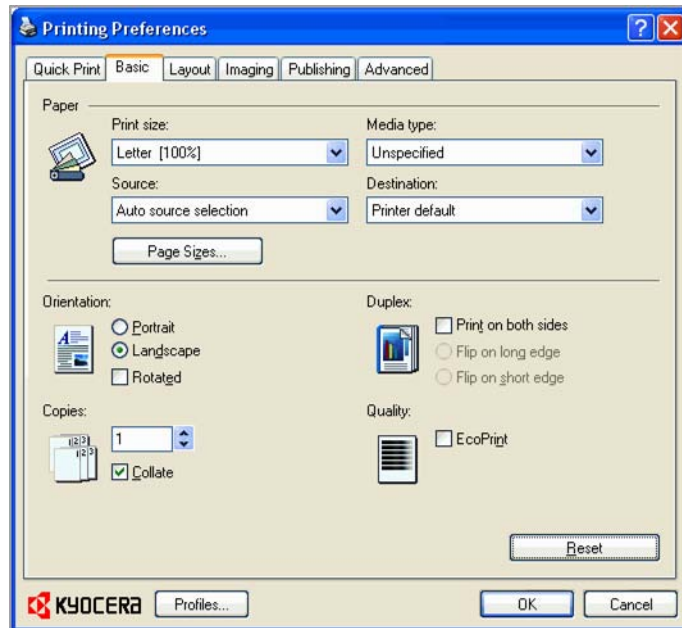 Printing Preferences
Quick Print Basic Layout Imaging Publishing Advanced
Paper
Print size: Media type:
Letter [100%] Unspecified
Source: Destination:
Auto source selection Printer default
Page Sizes...
Orientation: Duplex:
Portrait Print on both sides
Landscape Flip on long edge
Rotated Flip on short edge
Copies: Quality:
1 EcoPrint
Collate
Reset
KYOCERA Profiles... OK Cancel